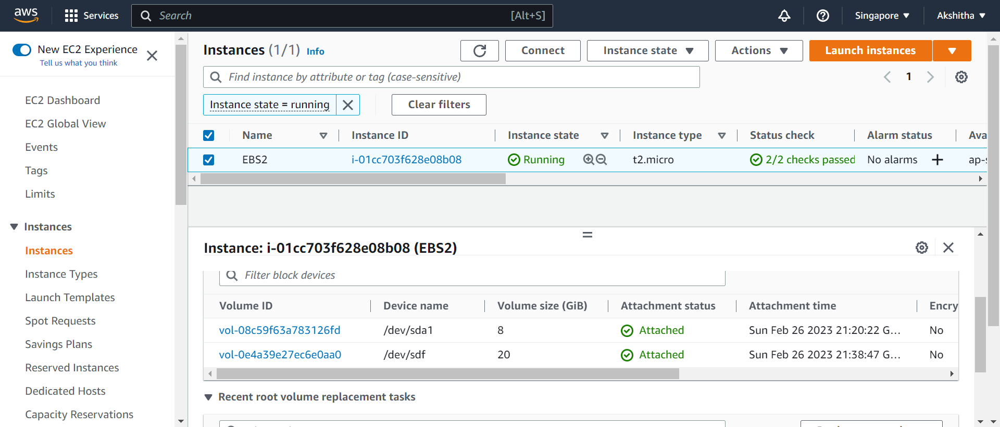 aws
Services
Search
[Alt+S]
Singapore
Akshitha
New EC2 Experience
Tell us what you think
EC2 Dashboard
EC2 Global View
Events
Tags
Limits
Instances
Instances
Instance Types
Launch Templates
Spot Requests
Savings Plans
Reserved Instances
Dedicated Hosts
Capacity Reservations
Instances (1/1) Info
Connect
Instance state
Actions
Launch instances
Find instance by attribute or tag (case-sensitive)
1
Instance state = running
Clear filters
Name Instance ID Instance state Instance type Status check Alarm status Ava
EBS2 i-01cc703f628e08b08 Running t2.micro 2/2 checks passed No alarms ap-s
Instance: i-01cc703f628e08b08 (EBS2)
Filter block devices
Volume ID Device name Volume size (GiB) Attachment status Attachment time Encry
vol-08c59f63a783126fd /dev/sda1 8 Attached Sun Feb 26 2023 21:20:22 G... No
vol-0e4a39e27ec6e0aa0 /dev/sdf 20 Attached Sun Feb 26 2023 21:38:47 G... No
Recent root volume replacement tasks